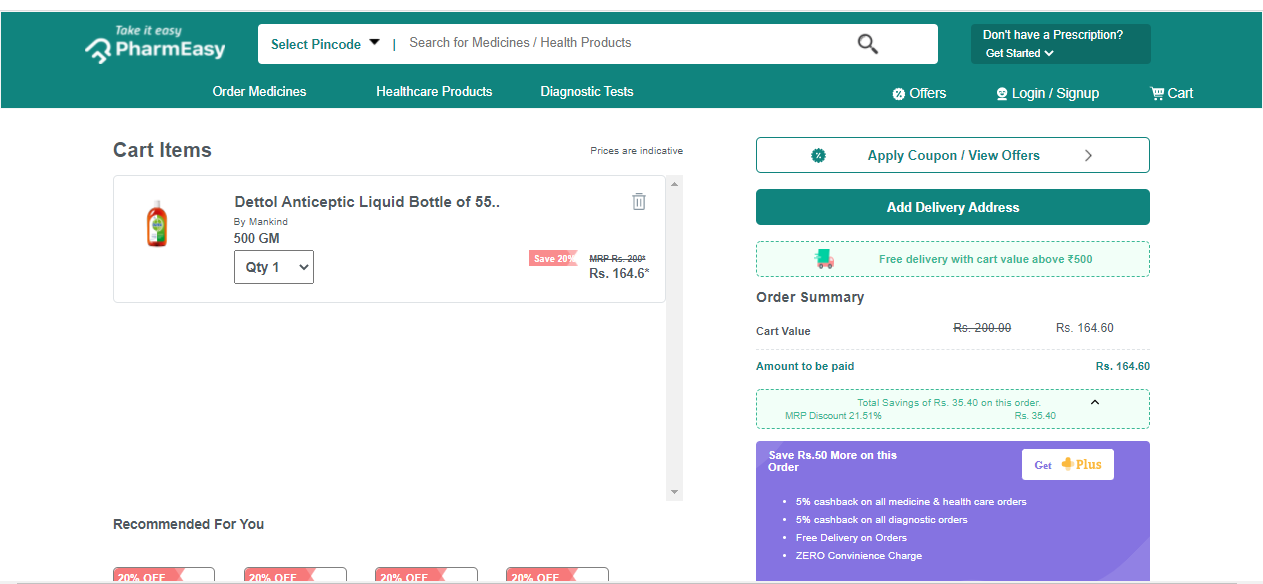 Take it easy
PharmEasy
Select Pincode | Search for Medicines / Health Products
Don't have a Prescription?
Get Started
Order Medicines Healthcare Products Diagnostic Tests
Offers Login / Signup Cart
Cart Items
Prices are indicative
Dettol Anticeptic Liquid Bottle of 55..
By Mankind
500 GM
Qty 1
Save 20%
MRP Rs. 200*
Rs. 164.6*
Apply Coupon / View Offers
Add Delivery Address
Free delivery with cart value above ₹500
Order Summary
Cart Value Rs. 200.00 Rs. 164.60
Amount to be paid Rs. 164.60
Total Savings of Rs. 35.40 on this order.
MRP Discount 21.51% Rs. 35.40
Save Rs.50 More on this
Order
Get Plus
• 5% cashback on all medicine & health care orders
• 5% cashback on all diagnostic orders
• Free Delivery on Orders
• ZERO Convinience Charge
Recommended For You
20% OFF 20% OFF 20% OFF 20% OFF